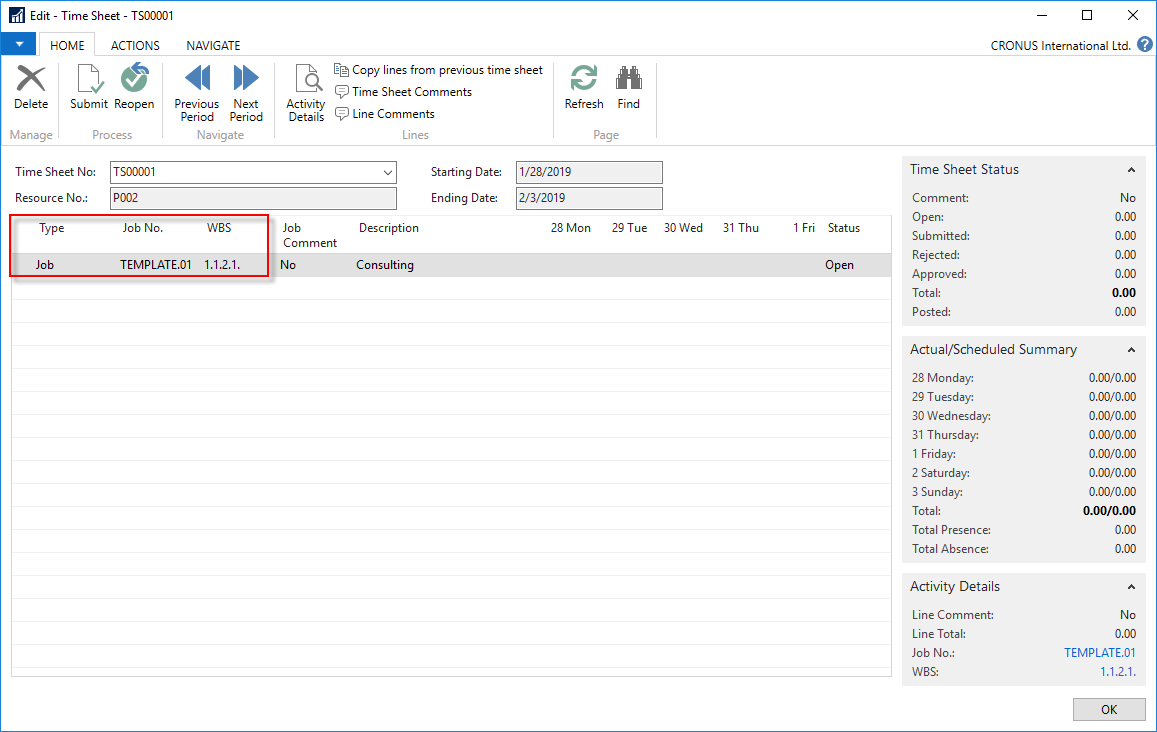 Edit - Time Sheet - TS00001
HOME ACTIONS NAVIGATE CRONUS International Ltd. ?
Delete
Manage
Submit Reopen
Process
Previous Period Next Period
Navigate
Activity Details
Copy lines from previous time sheet
Time Sheet Comments
Line Comments
Lines
Refresh Find
Page
Time Sheet No: TS00001 Starting Date: 1/28/2019
Resource No.: P002 Ending Date: 2/3/2019
Type Job No. WBS Job Comment Description 28 Mon 29 Tue 30 Wed 31 Thu 1 Fri Status
Job TEMPLATE.01 1.1.2.1. No Consulting Open
Time Sheet Status
Comment: No
Open: 0.00
Submitted: 0.00
Rejected: 0.00
Approved: 0.00
Total: 0.00
Posted: 0.00
Actual/Scheduled Summary
28 Monday: 0.00/0.00
29 Tuesday: 0.00/0.00
30 Wednesday: 0.00/0.00
31 Thursday: 0.00/0.00
1 Friday: 0.00/0.00
2 Saturday: 0.00/0.00
3 Sunday: 0.00/0.00
Total: 0.00/0.00
Total Presence: 0.00
Total Absence: 0.00
Activity Details
Line Comment: No
Line Total: 0.00
Job No.: TEMPLATE.01
WBS: 1.1.2.1.
OK